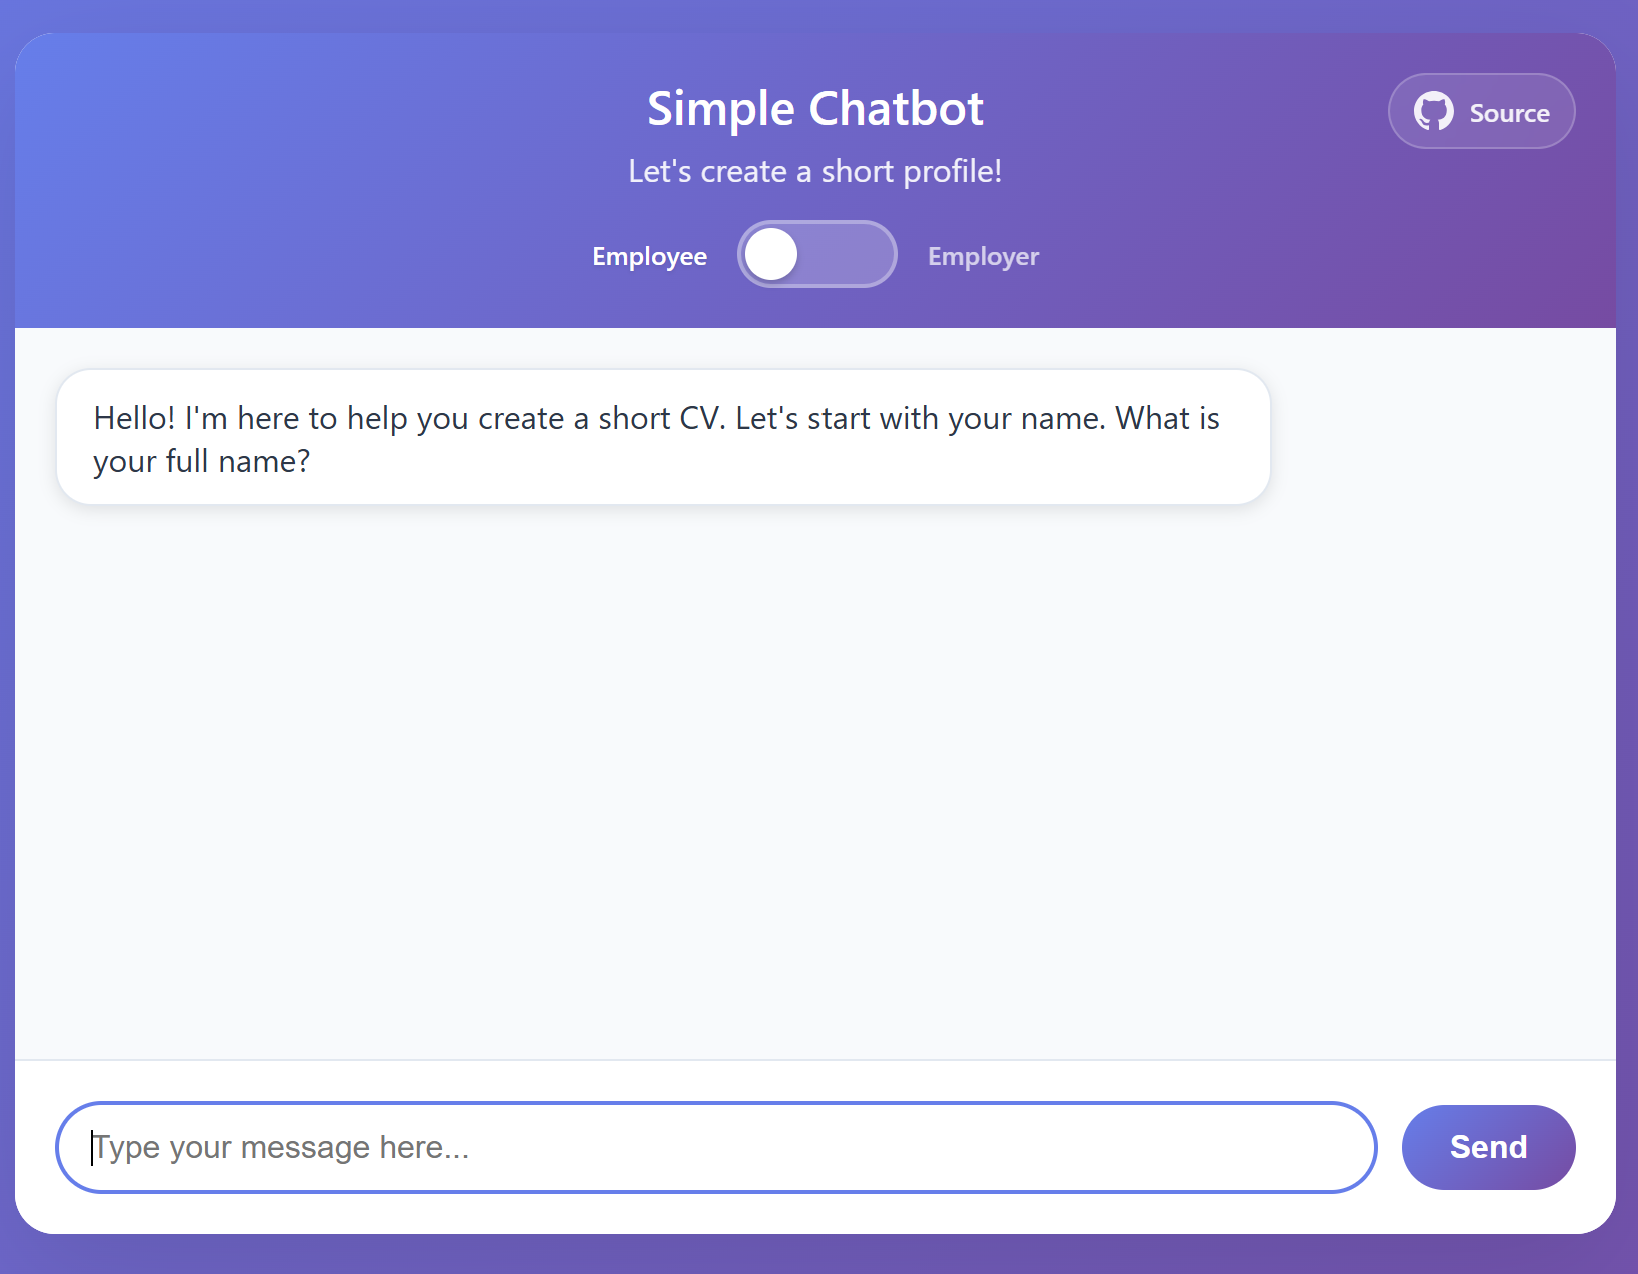 Simple Chatbot
Source
Let's create a short profile!
Employee
Employer
Hello! I'm here to help you create a short CV. Let's start with your name. What is
your full name?
Type your message here...
Send